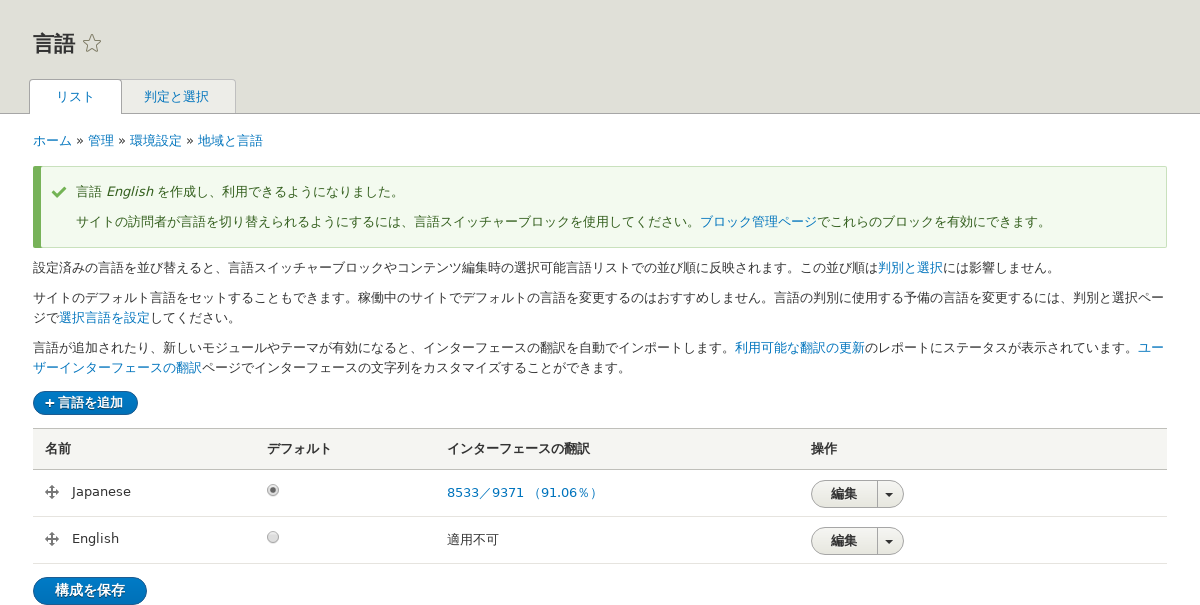 言語
リスト 判定と選択
ホーム » 管理 » 環境設定 » 地域と言語
言語 English を作成し、利用できるようになりました。
サイトの訪問者が言語を切り替えられるようにするには、言語スイッチャーブロックを使用してください。ブロック管理ページでこれらのブロックを有効にできます。
設定済みの言語を並び替えると、言語スイッチャーブロックやコンテンツ編集時の選択可能言語リストでの並び順に反映されます。この並び順は判別と選択には影響しません。
サイトのデフォルト言語をセットすることもできます。稼働中のサイトでデフォルトの言語を変更するのはおすすめしません。言語の判別に使用する予備の言語を変更するには、判別と選択ペー
ジで選択言語を設定してください。
言語が追加されたり、新しいモジュールやテーマが有効になると、インターフェースの翻訳を自動でインポートします。利用可能な翻訳の更新のレポートにステータスが表示されています。ユー
ザーインターフェースの翻訳ページでインターフェースの文字列をカスタマイズすることができます。
+ 言語を追加
名前 デフォルト インターフェースの翻訳 操作
Japanese 8533／9371 （91.06％） 編集
English 適用不可 編集
構成を保存